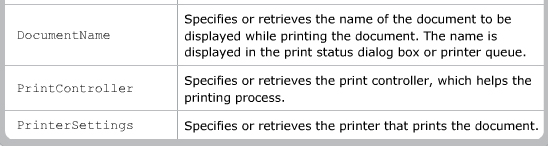 Specifies or retrieves the name of the document to be
DocumentName displayed while printing the document. The name is
displayed in the print status dialog box or printer queue.
PrintController Specifies or retrieves the print controller, which helps the
printing process.
PrinterSettings Specifies or retrieves the printer that prints the document.